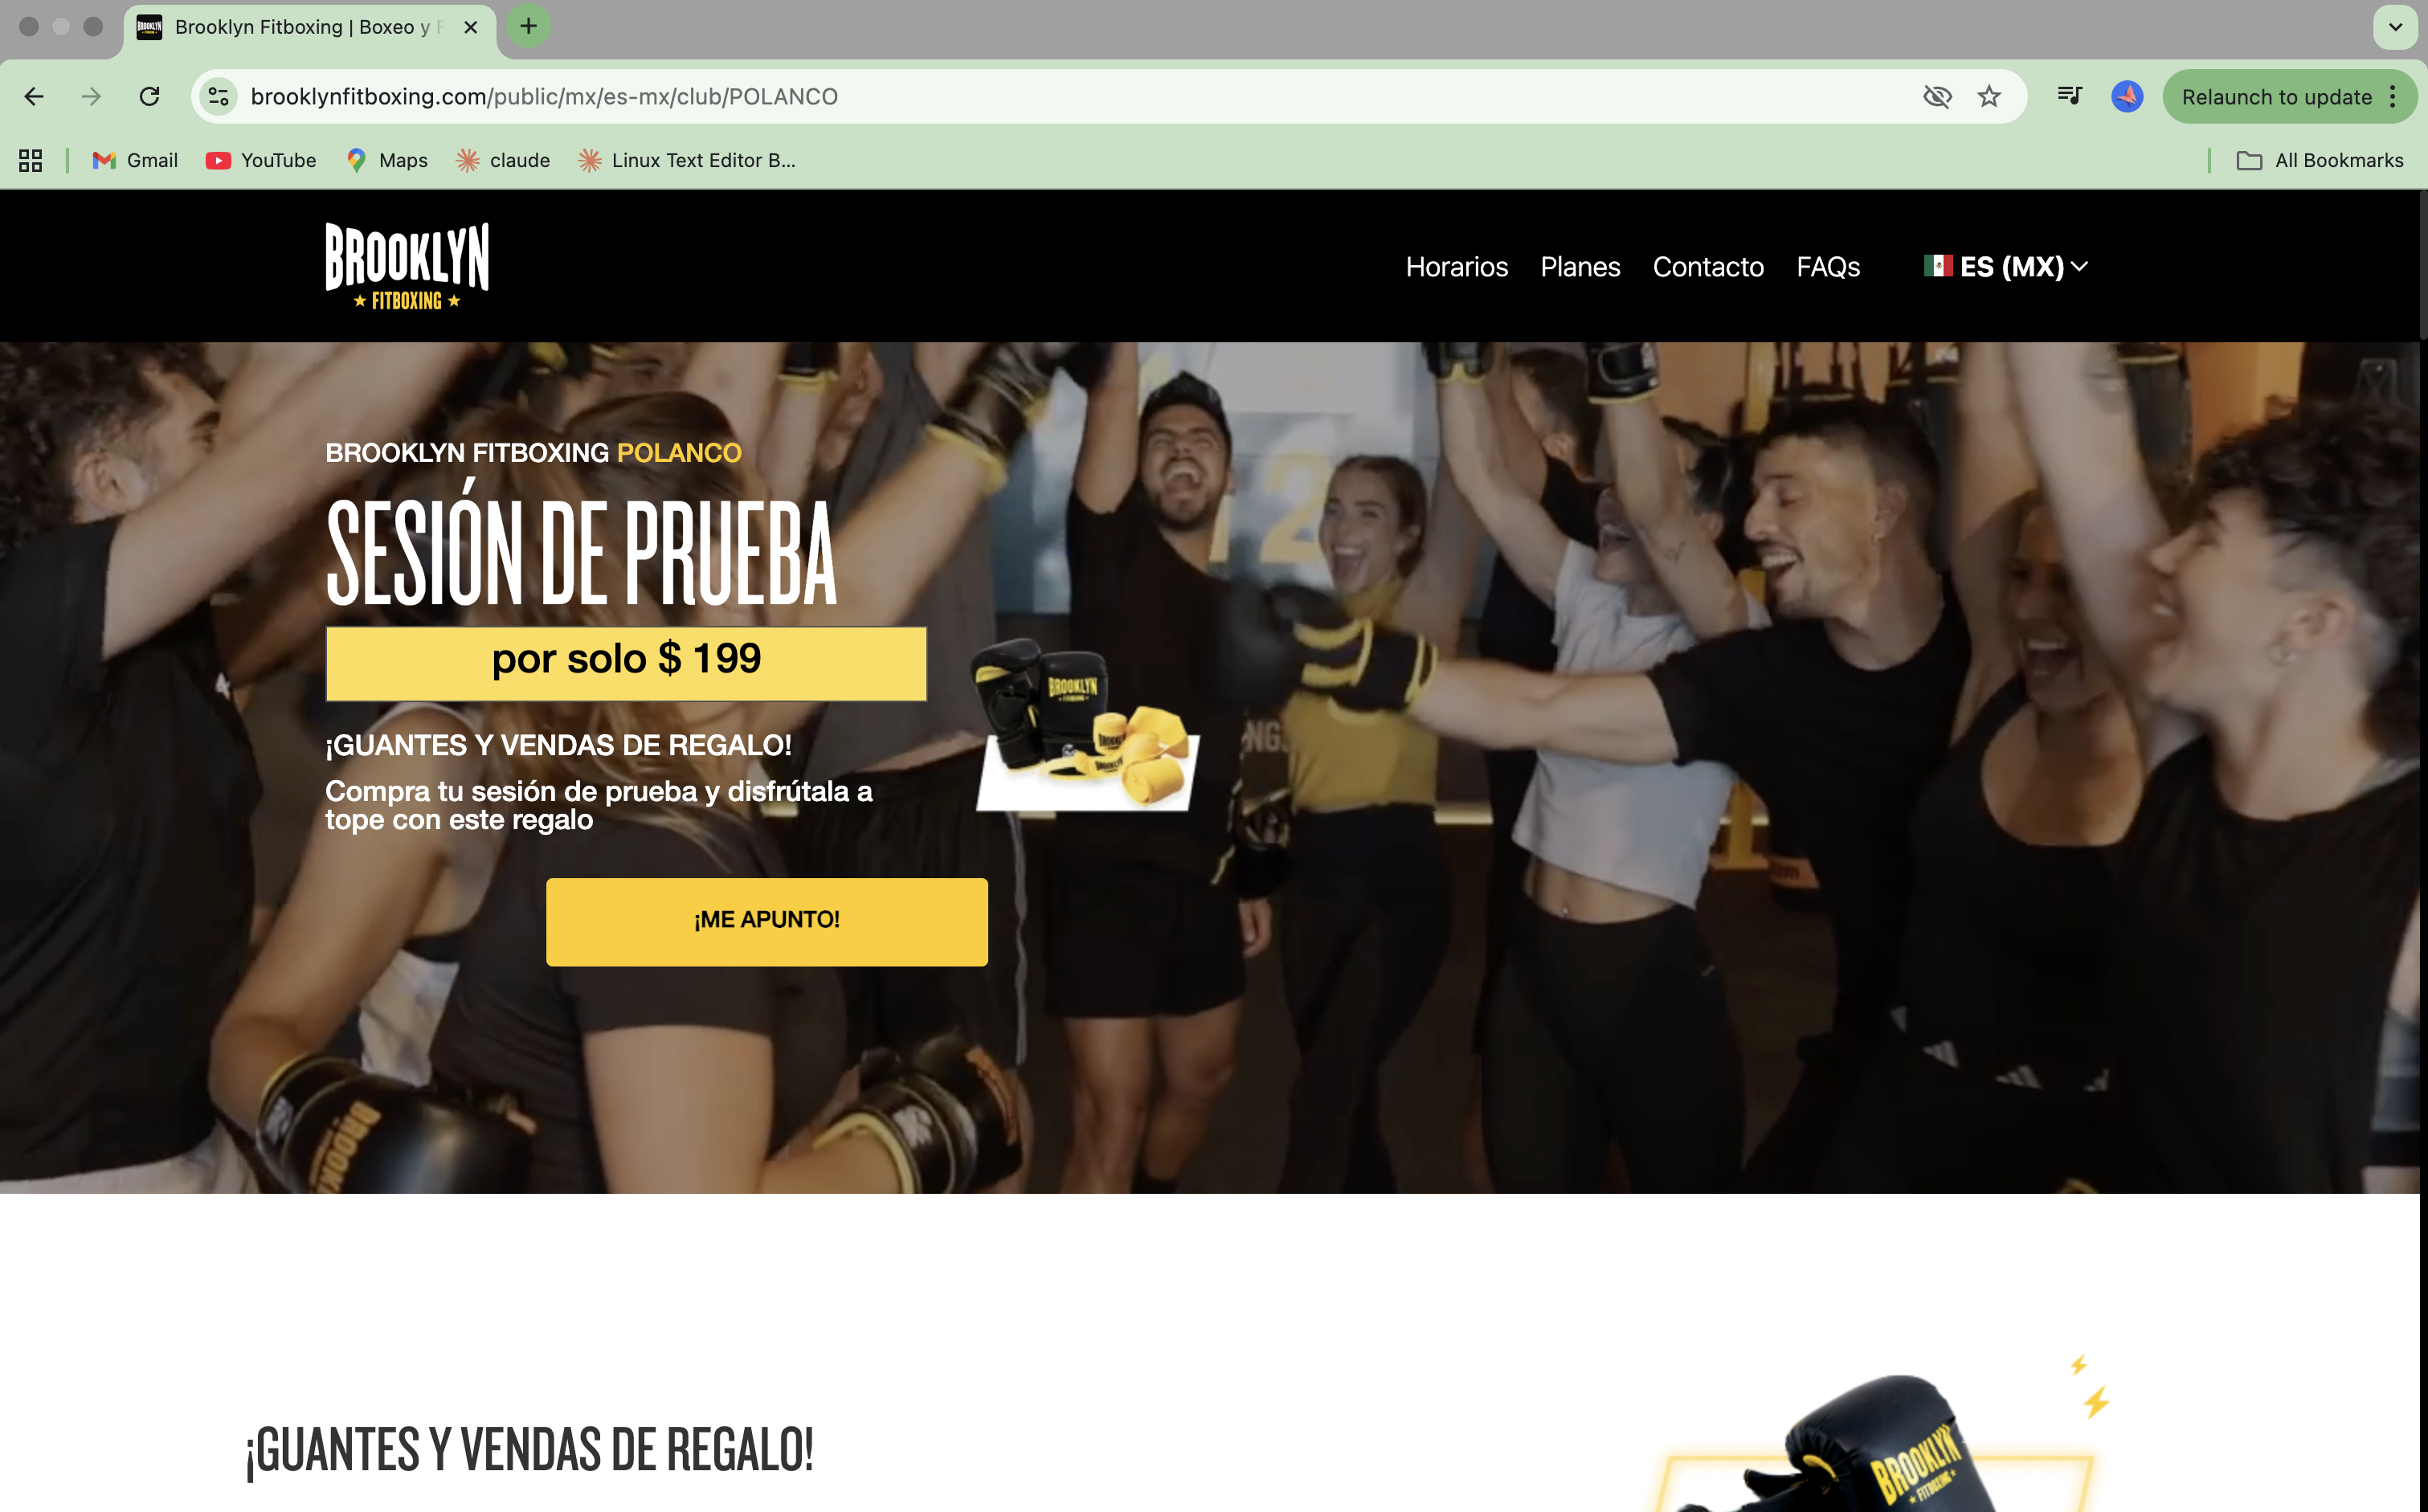 Brooklyn Fitboxing | Boxeo y F
brooklynfitboxing.com/public/mx/es-mx/club/POLANCO
Relaunch to update
Gmail
YouTube
Maps
claude
Linux Text Editor B...
All Bookmarks
BROOKLYN
FITBOXING
Horarios
Planes
Contacto
FAQs
ES (MX)
BROOKLYN FITBOXING POLANCO
SESIÓN DE PRUEBA
por solo $ 199
¡GUANTES Y VENDAS DE REGALO!
Compra tu sesión de prueba y disfrútala a
tope con este regalo
BROOKLYN
¡ME APUNTO!
¡GUANTES Y VENDAS DE REGALO!
BROOKLYN
FITBOXING